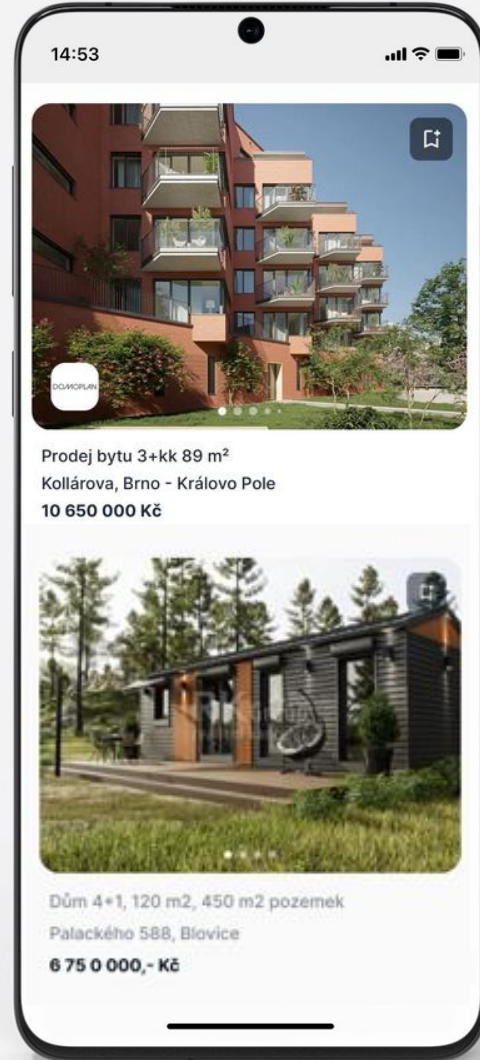 14:53
DOMOPLAN
Prodej bytu 3+kk 89 m²
Kollárova, Brno - Královo Pole
10 650 000 Kč
Dům 4+1, 120 m2, 450 m2 pozemek
Palackého 588, Blovice
6 75 0 000,- Kč